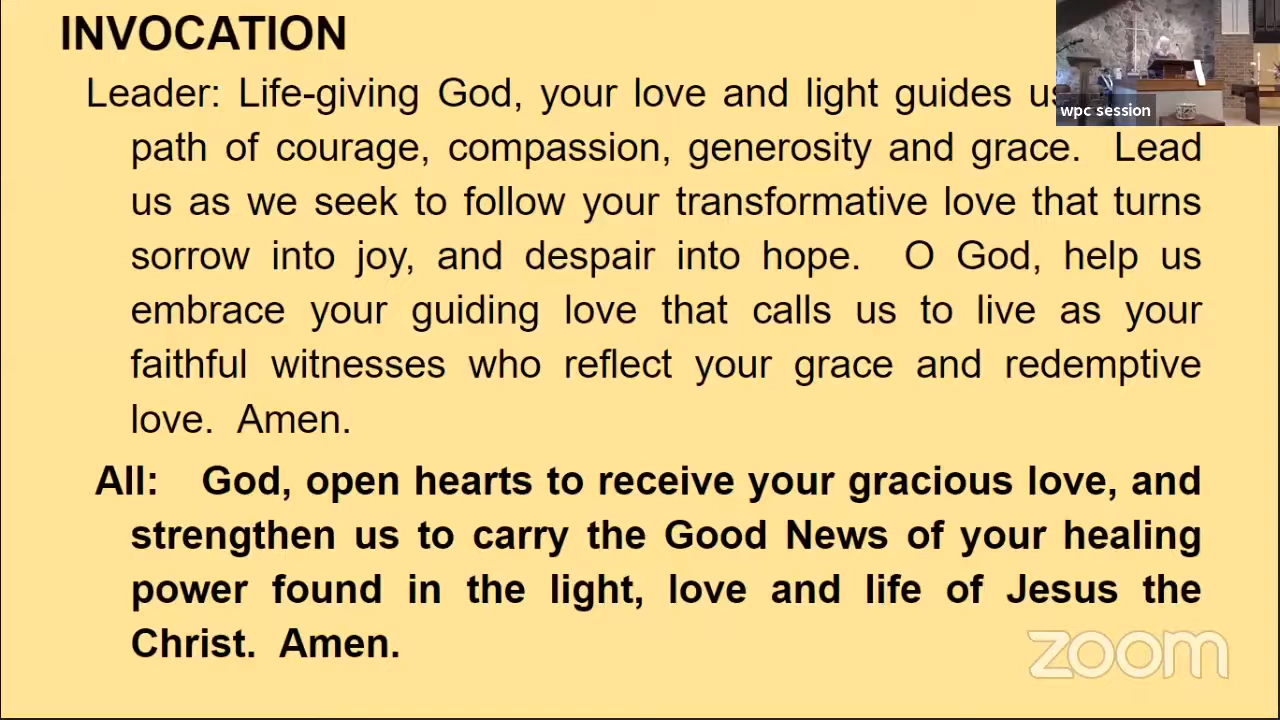 INVOCATION
Leader: Life-giving God, your love and light guides us
path of courage, compassion, generosity and grace. Lead
us as we seek to follow your transformative love that turns
sorrow into joy, and despair into hope. O God, help us
embrace your guiding love that calls us to live as your
faithful witnesses who reflect your grace and redemptive
love. Amen.
All: God, open hearts to receive your gracious love, and
strengthen us to carry the Good News of your healing
power found in the light, love and life of Jesus the
Christ. Amen.
wpc session
zoom